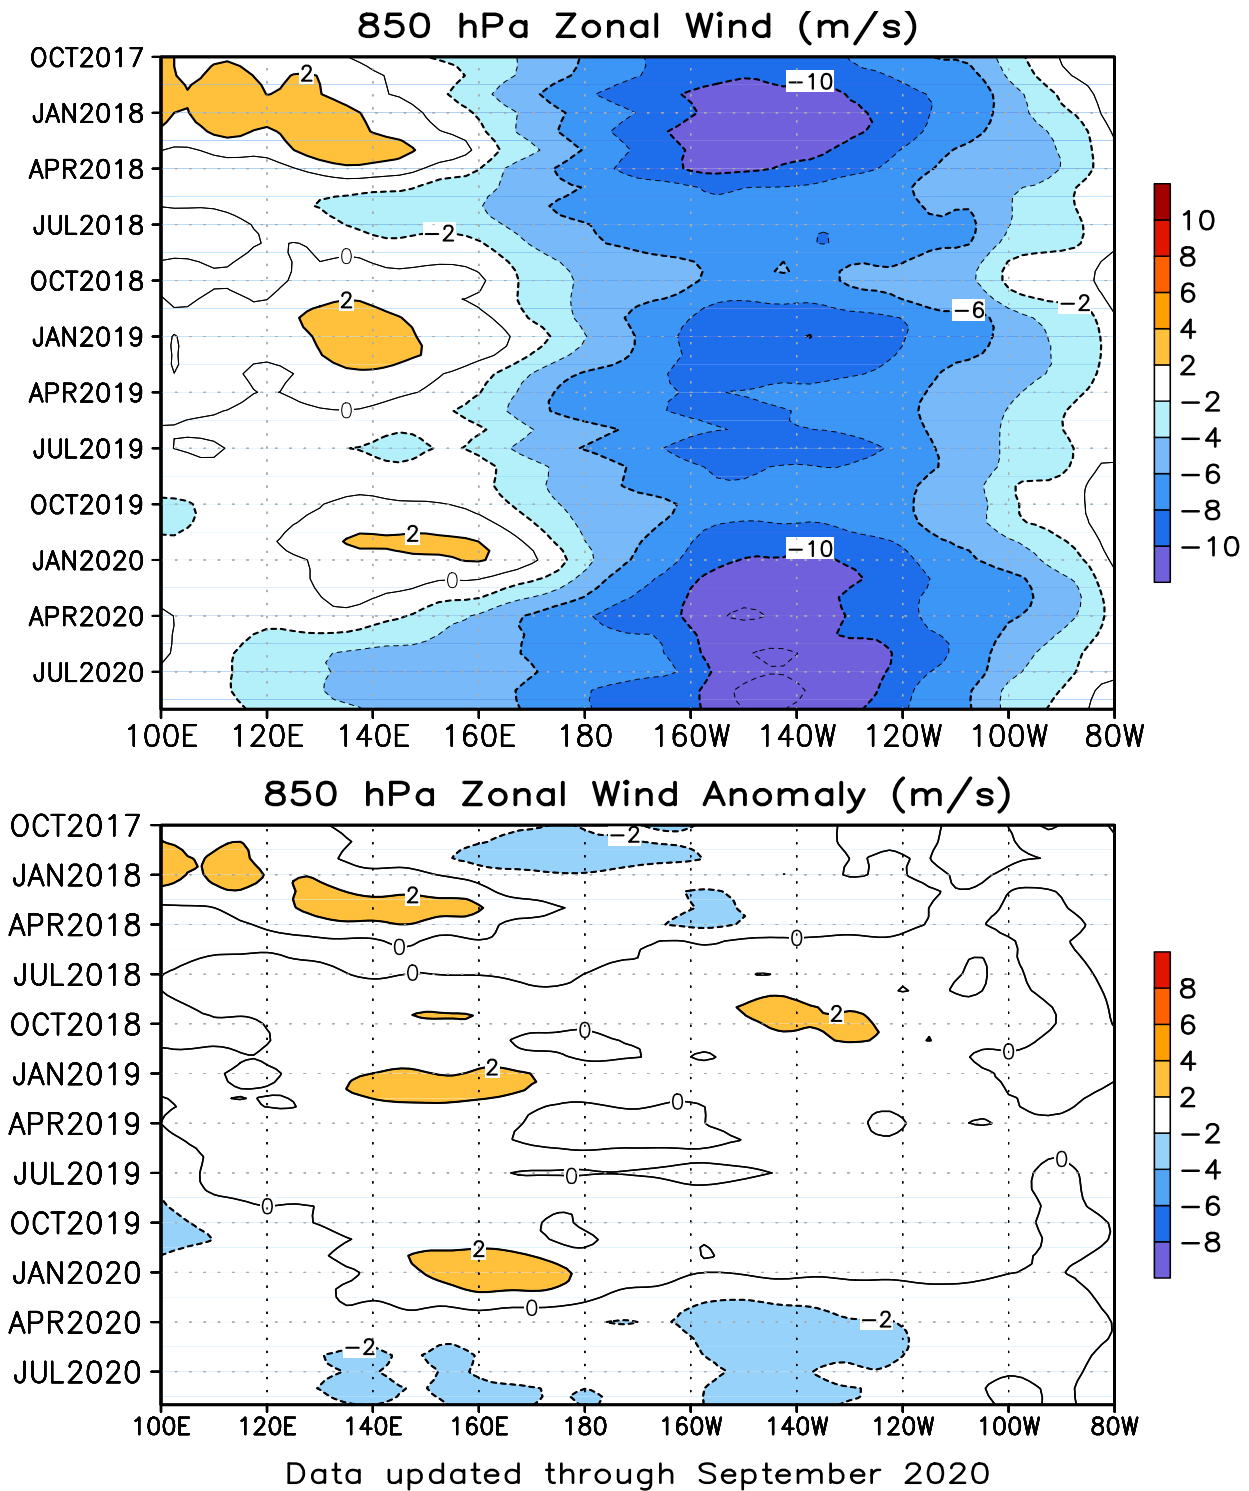 850 hPa Zonal Wind (m/s)
OCT2017
JAN2018
APR2018
JUL2018
OCT2018
JAN2019
APR2019
JUL2019
OCT2019
JAN2020
APR2020
JUL2020
2
−10
−2
0
2
−6
−2
0
2
−10
0
100E 120E 140E 160E 180 160W 140W 120W 100W 80W
10
8
6
4
2
−2
−4
−6
−8
−10
850 hPa Zonal Wind Anomaly (m/s)
OCT2017
JAN2018
APR2018
JUL2018
OCT2018
JAN2019
APR2019
JUL2019
OCT2019
JAN2020
APR2020
JUL2020
−2
2
0
0
0
2
0
0
2
0
0
0
0
2
0
−2
−2
100E 120E 140E 160E 180 160W 140W 120W 100W 80W
8
6
4
2
−2
−4
−6
−8
Data updated through September 2020